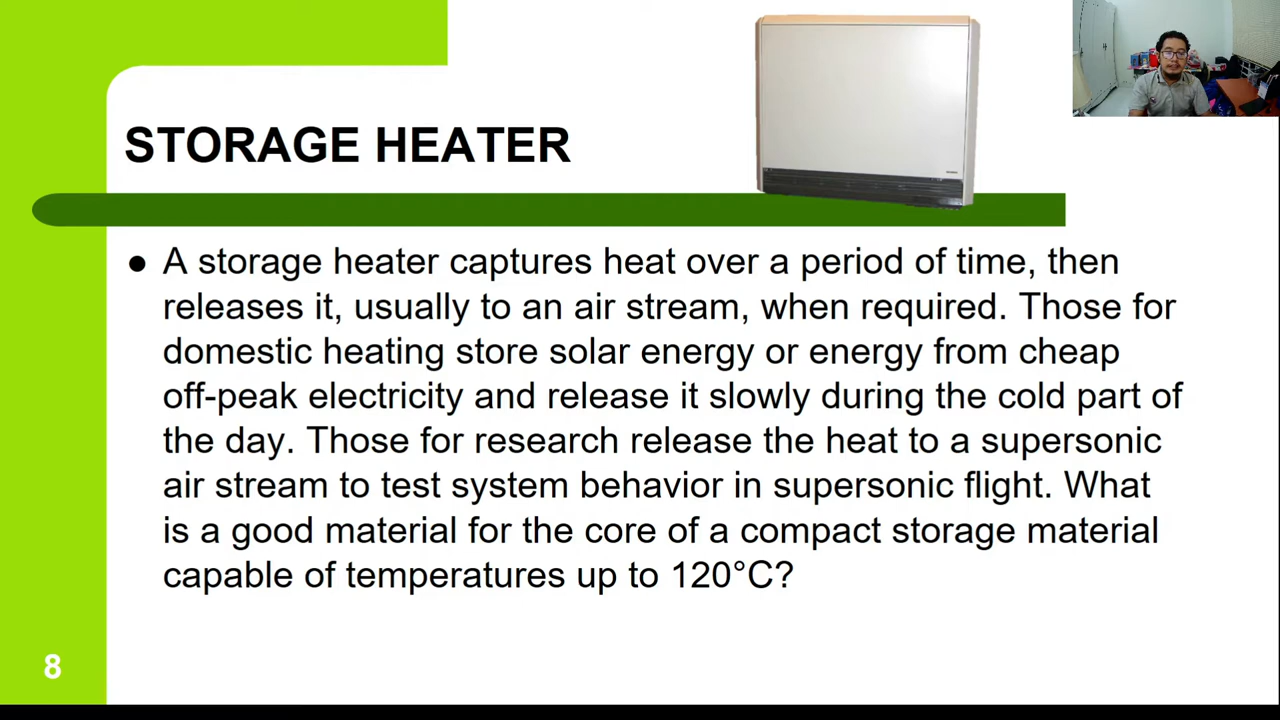 STORAGE HEATER
● A storage heater captures heat over a period of time, then
releases it, usually to an air stream, when required. Those for
domestic heating store solar energy or energy from cheap
off-peak electricity and release it slowly during the cold part of
the day. Those for research release the heat to a supersonic
air stream to test system behavior in supersonic flight. What
is a good material for the core of a compact storage material
capable of temperatures up to 120°C?
8